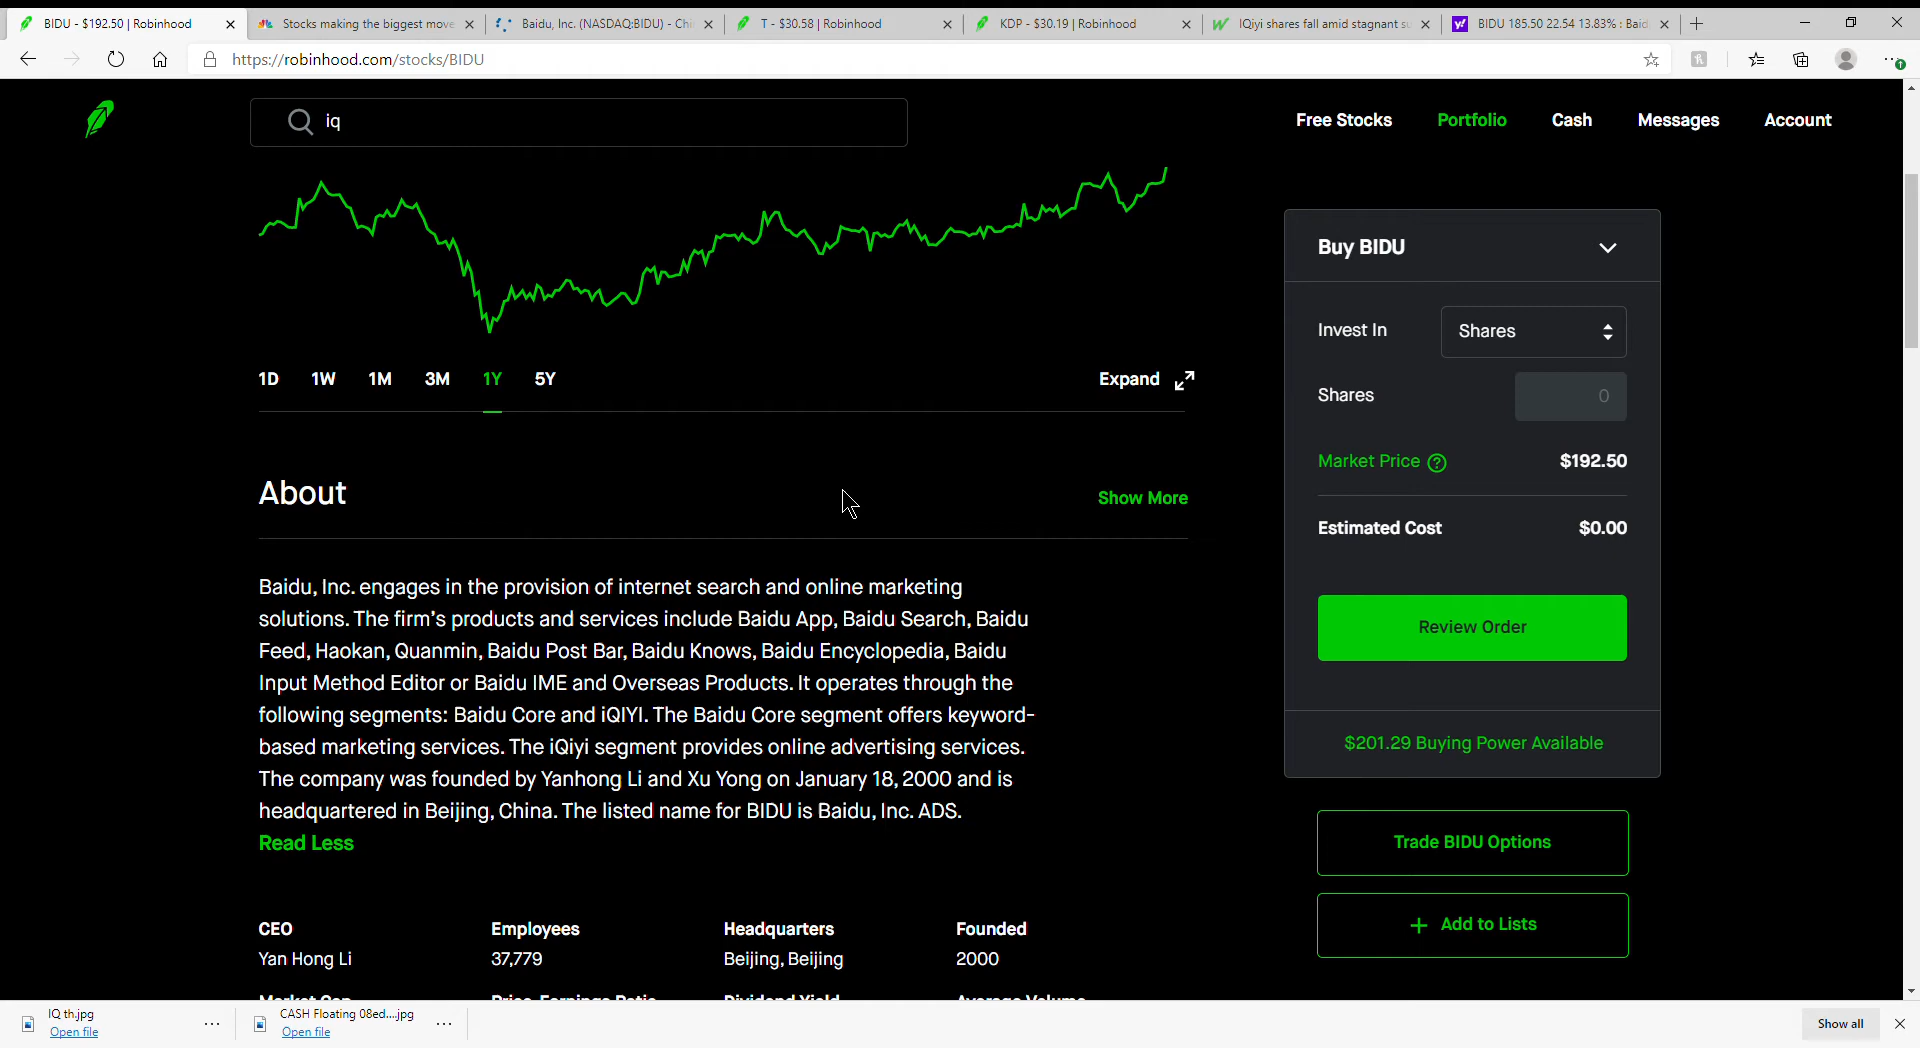 BIDU - $192.50 | Robinhood
Stocks making the biggest move
Baidu, Inc. (NASDAQ:BIDU) - Chi
T - $30.58 | Robinhood
KDP - $30.19 | Robinhood
IQiyi shares fall amid stagnant su
BIDU 185.50 22.54 13.83% : Baid
https://robinhood.com/stocks/BIDU
iq
Free Stocks
Portfolio
Cash
Messages
Account
1D
1W
1M
3M
1Y
5Y
Expand
Buy BIDU
Invest In
Shares
Shares
0
Market Price ?
$192.50
Estimated Cost
$0.00
Review Order
$201.29 Buying Power Available
Trade BIDU Options
+ Add to Lists
About
Show More
Baidu, Inc. engages in the provision of internet search and online marketing
solutions. The firm's products and services include Baidu App, Baidu Search, Baidu
Feed, Haokan, Quanmin, Baidu Post Bar, Baidu Knows, Baidu Encyclopedia, Baidu
Input Method Editor or Baidu IME and Overseas Products. It operates through the
following segments: Baidu Core and iQIYI. The Baidu Core segment offers keyword-
based marketing services. The iQiyi segment provides online advertising services.
The company was founded by Yanhong Li and Xu Yong on January 18, 2000 and is
headquartered in Beijing, China. The listed name for BIDU is Baidu, Inc. ADS.
Read Less
CEO
Yan Hong Li
Employees
37,779
Headquarters
Beijing, Beijing
Founded
2000
Market Cap
Price-Earnings Ratio
Dividend Yield
Average Volume
IQ th.jpg
Open file
CASH Floating 08ed....jpg
Open file
Show all